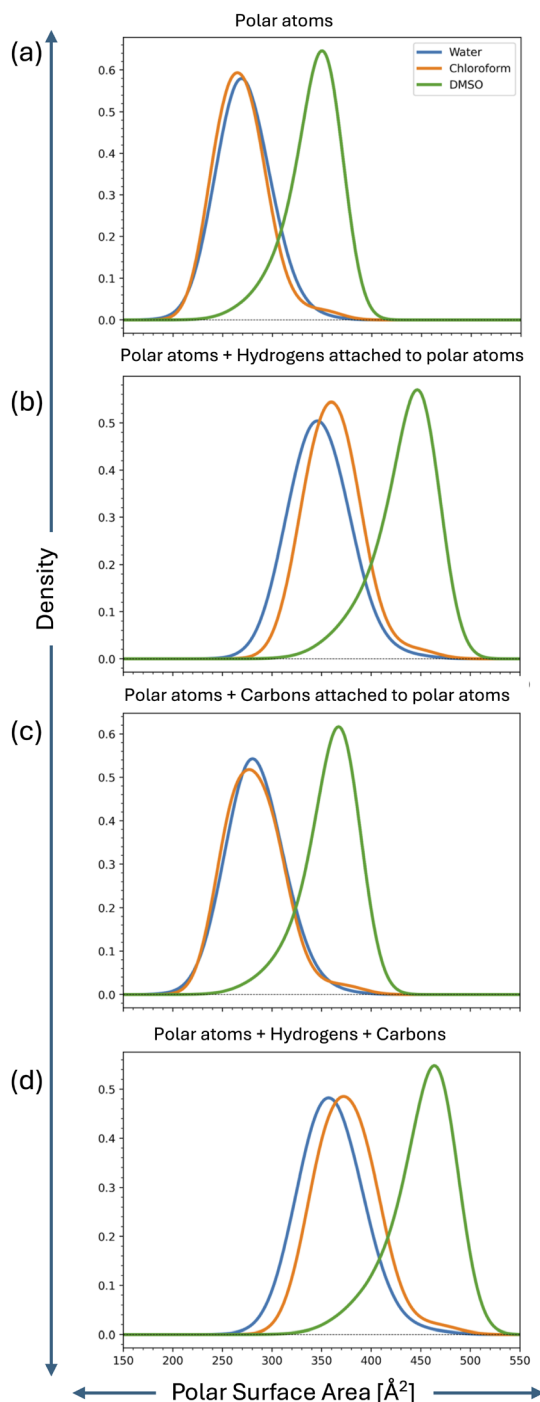 Polar atoms
(a)
Water
Chloroform
DMSO
0.6
0.5
0.4
0.3
0.2
0.1
0.0
Polar atoms + Hydrogens attached to polar atoms
(b)
0.5
0.4
0.3
0.2
0.1
0.0
Density
Polar atoms + Carbons attached to polar atoms
(c)
0.6
0.5
0.4
0.3
0.2
0.1
0.0
Polar atoms + Hydrogens + Carbons
(d)
0.5
0.4
0.3
0.2
0.1
0.0
150 200 250 300 350 400 450 500 550
Polar Surface Area [Å²]